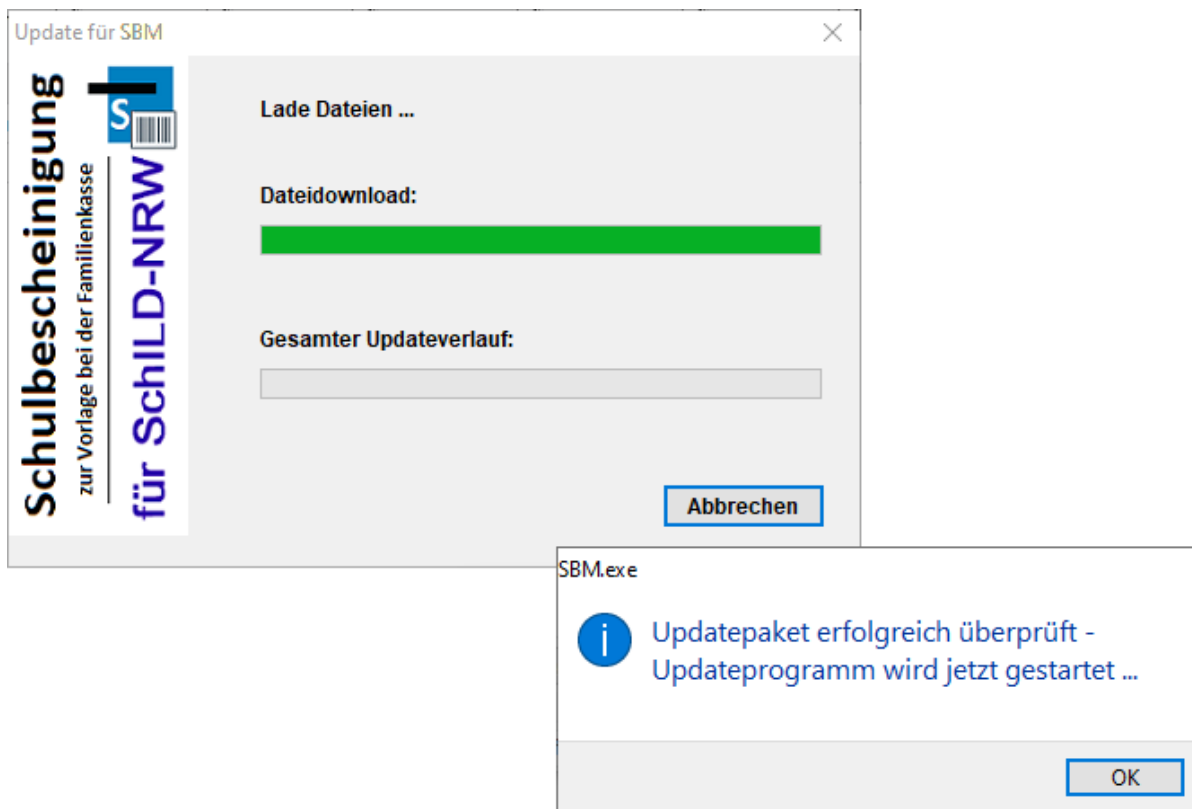 Update für SBM
Schulbescheinigung
zur Vorlage bei der Familienkasse
für SchILD-NRW
S
Lade Dateien ...
Dateidownload:
Gesamter Updateverlauf:
Abbrechen
SBM.exe
i
Updatepaket erfolgreich überprüft -
Updateprogramm wird jetzt gestartet ...
OK